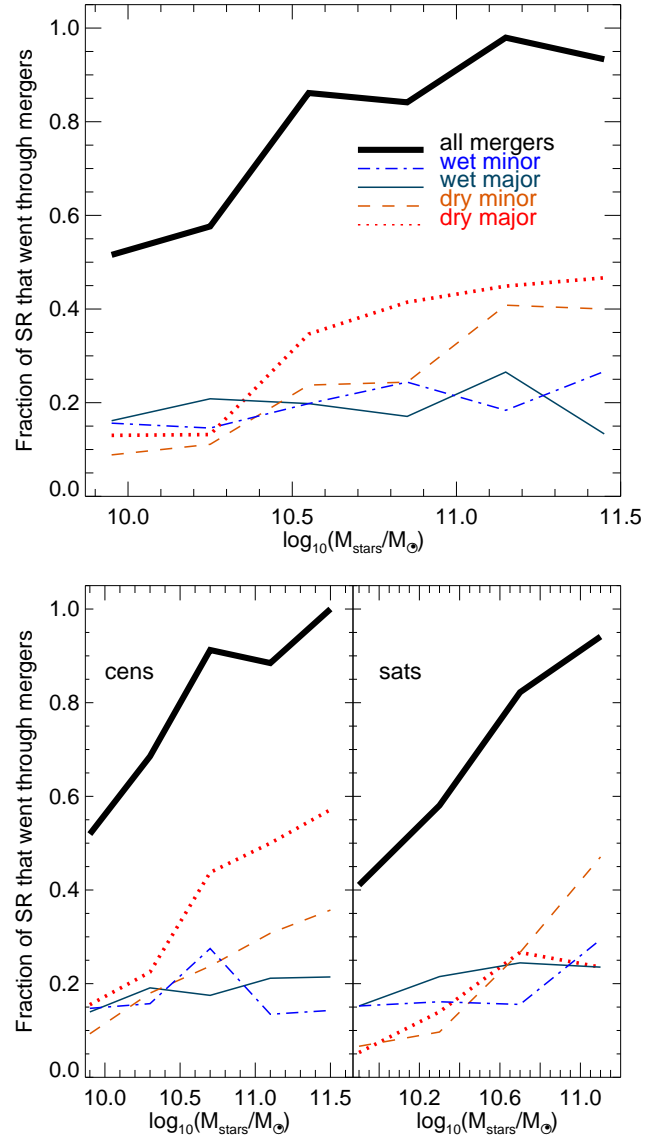 1.0
0.8
0.6
0.4
0.2
0.0
Fraction of SR that went through mergers
all mergers
wet minor
wet major
dry minor
dry major
10.0 10.5 11.0 11.5
log10(Mstars/M☉)
1.0
0.8
0.6
0.4
0.2
0.0
Fraction of SR that went through mergers
cens
sats
10.0 10.5 11.0 11.5
10.2 10.6 11.0
log10(Mstars/M☉)
log10(Mstars/M☉)